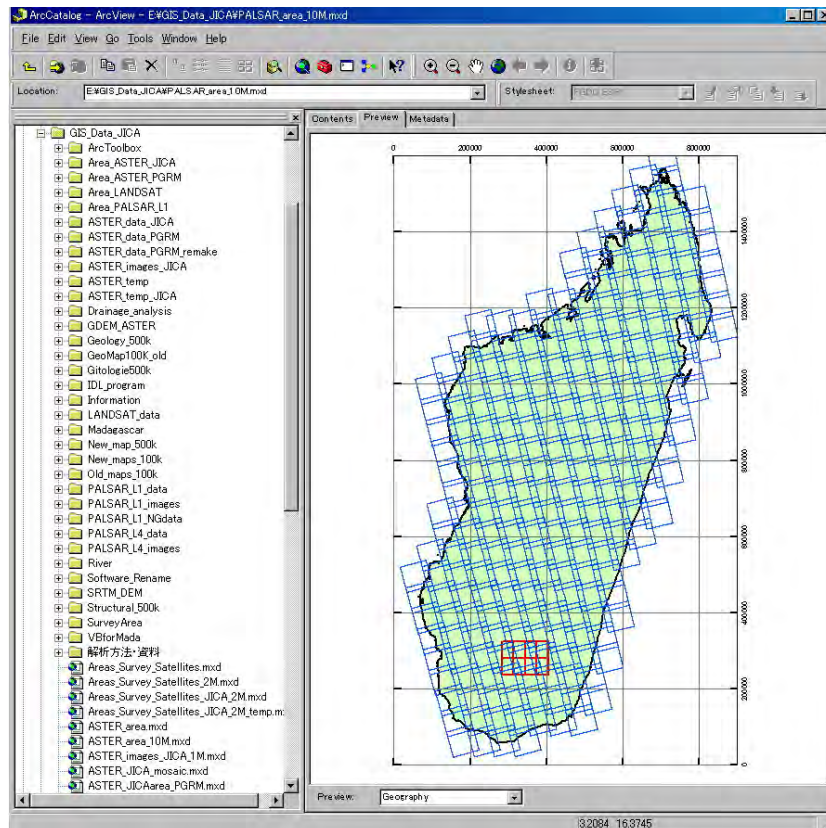 ArcCatalog - ArcView - E:¥GIS_Data_JICA¥PALSAR_area_10M.mxd
File Edit View Go Tools Window Help
Location: E:¥GIS_Data_JICA¥PALSAR_area_10M.mxd
Stylesheet:
Contents Preview Metadata
GIS_Data_JICA
ArcToolbox
Area_ASTER_JICA
Area_ASTER_PGRM
Area_LANDSAT
Area_PALSAR_L1
ASTER_data_JICA
ASTER_data_PGRM
ASTER_data_PGRM_remake
ASTER_images_JICA
ASTER_temp
ASTER_temp_JICA
Drainage_analysis
GDEM_ASTER
Geology_500k
GeoMap100K_old
Gitologie500k
IDL_program
Information
LANDSAT_data
Madagascar
New_map_500k
New_maps_100k
Old_maps_100k
PALSAR_L1_data
PALSAR_L1_images
PALSAR_L1_NGdata
PALSAR_L4_data
PALSAR_L4_images
River
Software_Rename
SRTM_DEM
Structural_500k
SurveyArea
VBforMada
解析方法・資料
Areas_Survey_Satellites.mxd
Areas_Survey_Satellites_2M.mxd
Areas_Survey_Satellites_JICA_2M.mxd
Areas_Survey_Satellites_JICA_2M_temp.m
ASTER_area.mxd
ASTER_area_10M.mxd
ASTER_images_JICA_1M.mxd
ASTER_JICA_mosaic.mxd
ASTER_JICAarea_PGRM.mxd
0 200000 400000 600000 800000
1400000
1200000
1000000
800000
600000
400000
200000
0
Preview: Geography
3.2084 16.3745